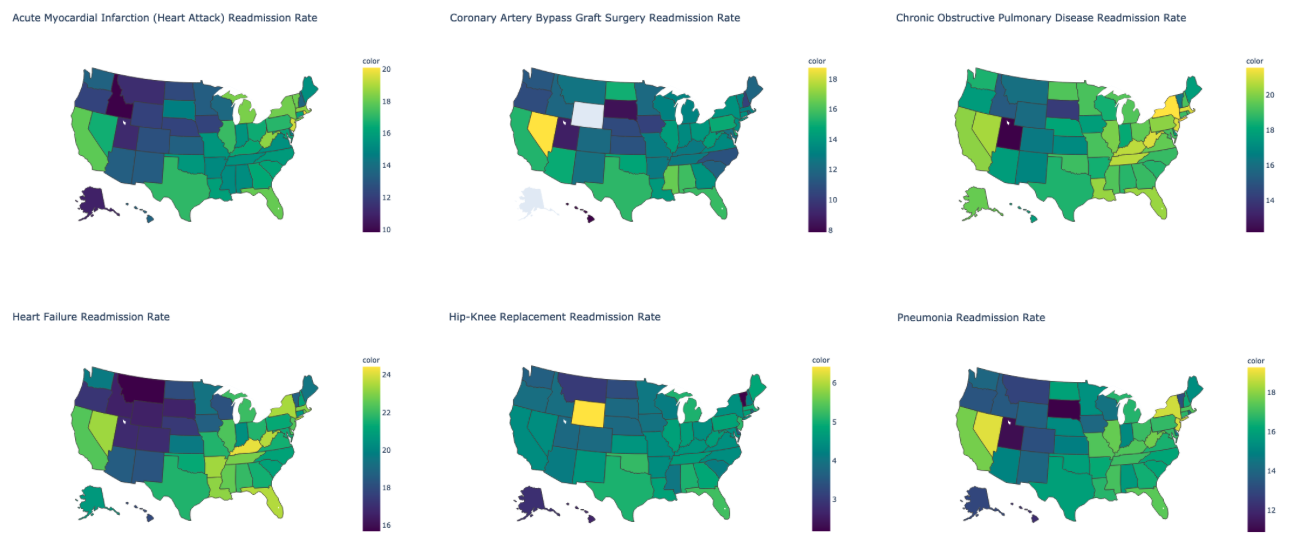 Acute Myocardial Infarction (Heart Attack) Readmission Rate
color
20
18
16
14
12
10
Coronary Artery Bypass Graft Surgery Readmission Rate
color
18
16
14
12
10
8
Chronic Obstructive Pulmonary Disease Readmission Rate
color
20
18
16
14
Heart Failure Readmission Rate
color
24
22
20
18
16
Hip-Knee Replacement Readmission Rate
color
6
5
4
3
Pneumonia Readmission Rate
color
18
16
14
12